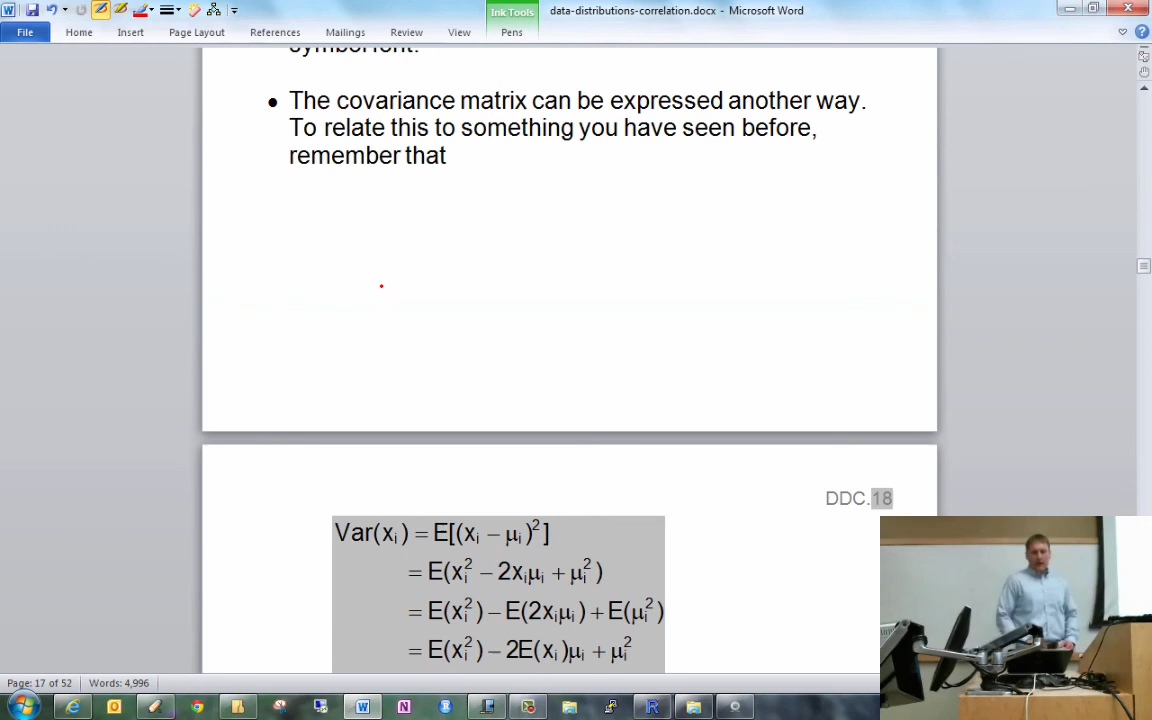 Ink Tools
data-distributions-correlation.docx - Microsoft Word
File Home Insert Page Layout References Mailings Review View Pens
symbol font.
• The covariance matrix can be expressed another way.
To relate this to something you have seen before,
remember that
DDC.18
Var(xᵢ) = E[(xᵢ − μᵢ)²]
= E(xᵢ² − 2xᵢμᵢ + μᵢ²)
= E(xᵢ²) − E(2xᵢμᵢ) + E(μᵢ²)
= E(xᵢ²) − 2E(xᵢ)μᵢ + μᵢ²
Page: 17 of 52 Words: 4,996